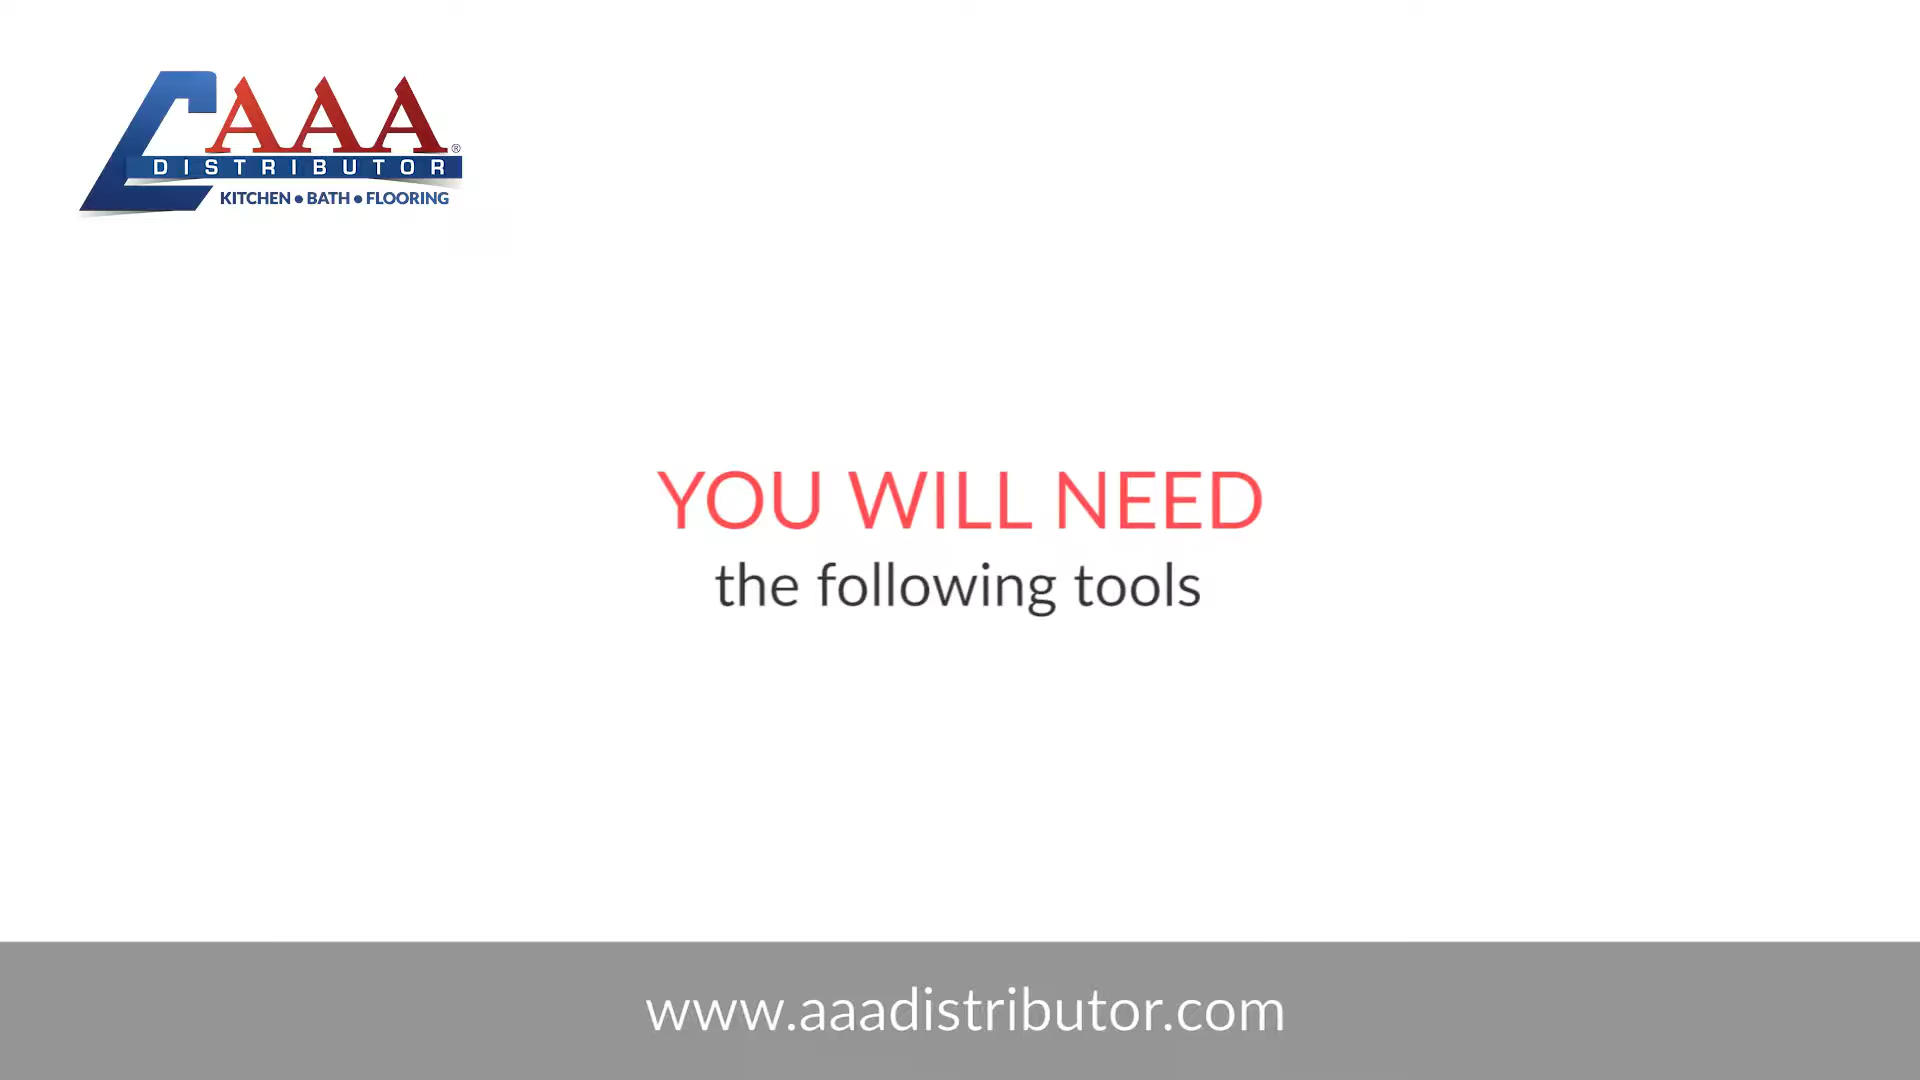 AAA®
DISTRIBUTOR
KITCHEN • BATH • FLOORING
YOU WILL NEED
the following tools
www.aaadistributor.com